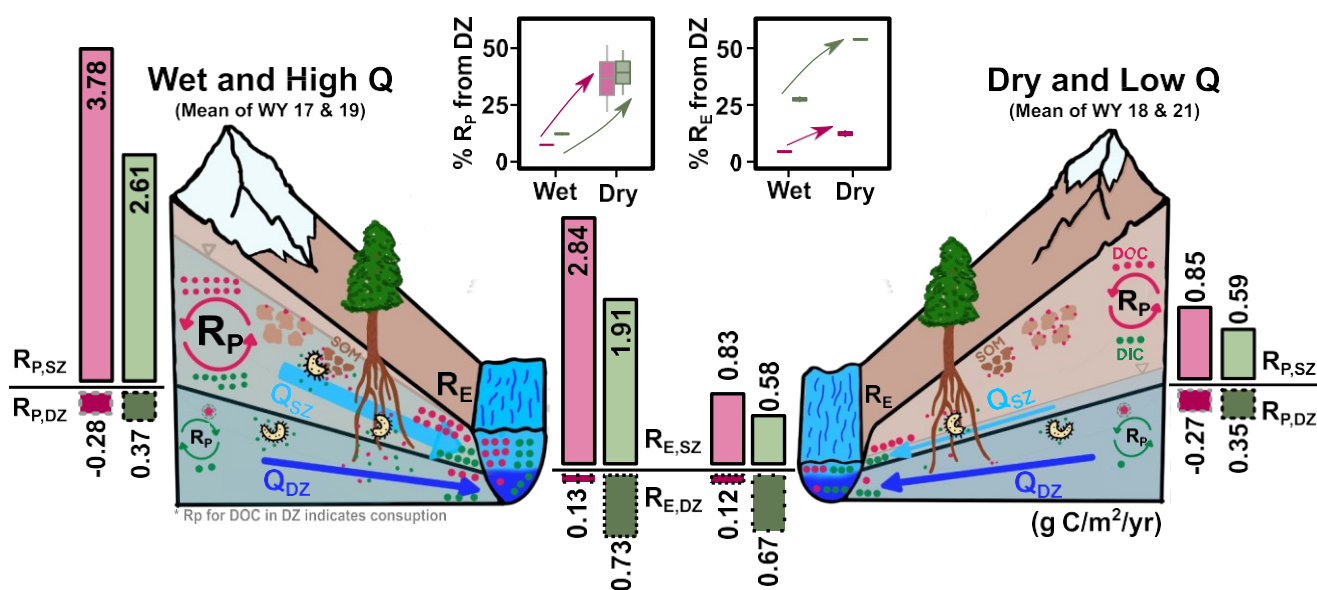 Wet and High Q
(Mean of WY 17 & 19)
3.78
2.61
R_P,SZ
R_P,DZ
-0.28
0.37
R_P
SOM
R_P
Q_SZ
Q_DZ
R_E
* Rp for DOC in DZ indicates consuption
% R_P from DZ
50
25
0
Wet
Dry
% R_E from DZ
50
25
0
Wet
Dry
2.84
1.91
R_E,SZ
R_E,DZ
0.13
0.73
0.83
0.58
0.12
0.67
Dry and Low Q
(Mean of WY 18 & 21)
DOC
R_P
DIC
SOM
R_E
Q_SZ
R_P
Q_DZ
0.85
0.59
R_P,SZ
R_P,DZ
-0.27
0.35
(g C/m²/yr)